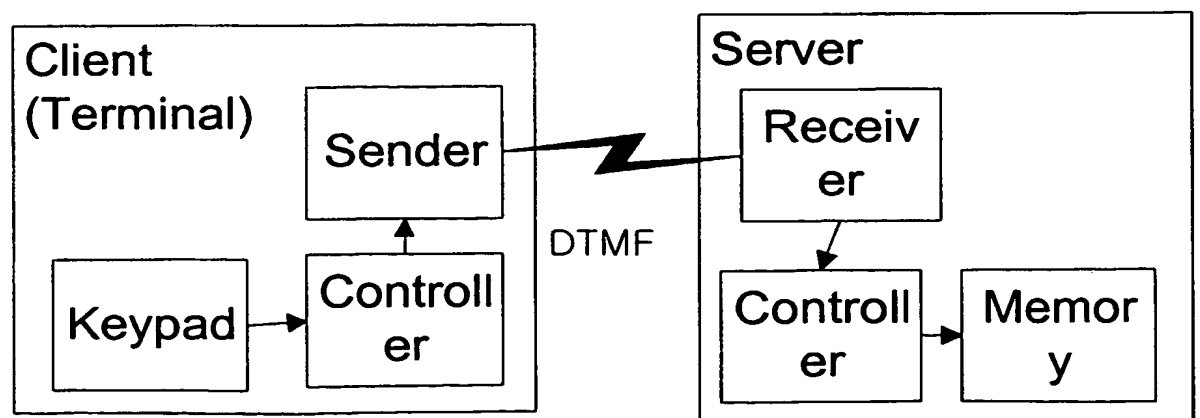 Client
(Terminal)
Sender
Keypad
Controll
er
DTMF
Server
Receiv
er
Controll
er
Memor
y